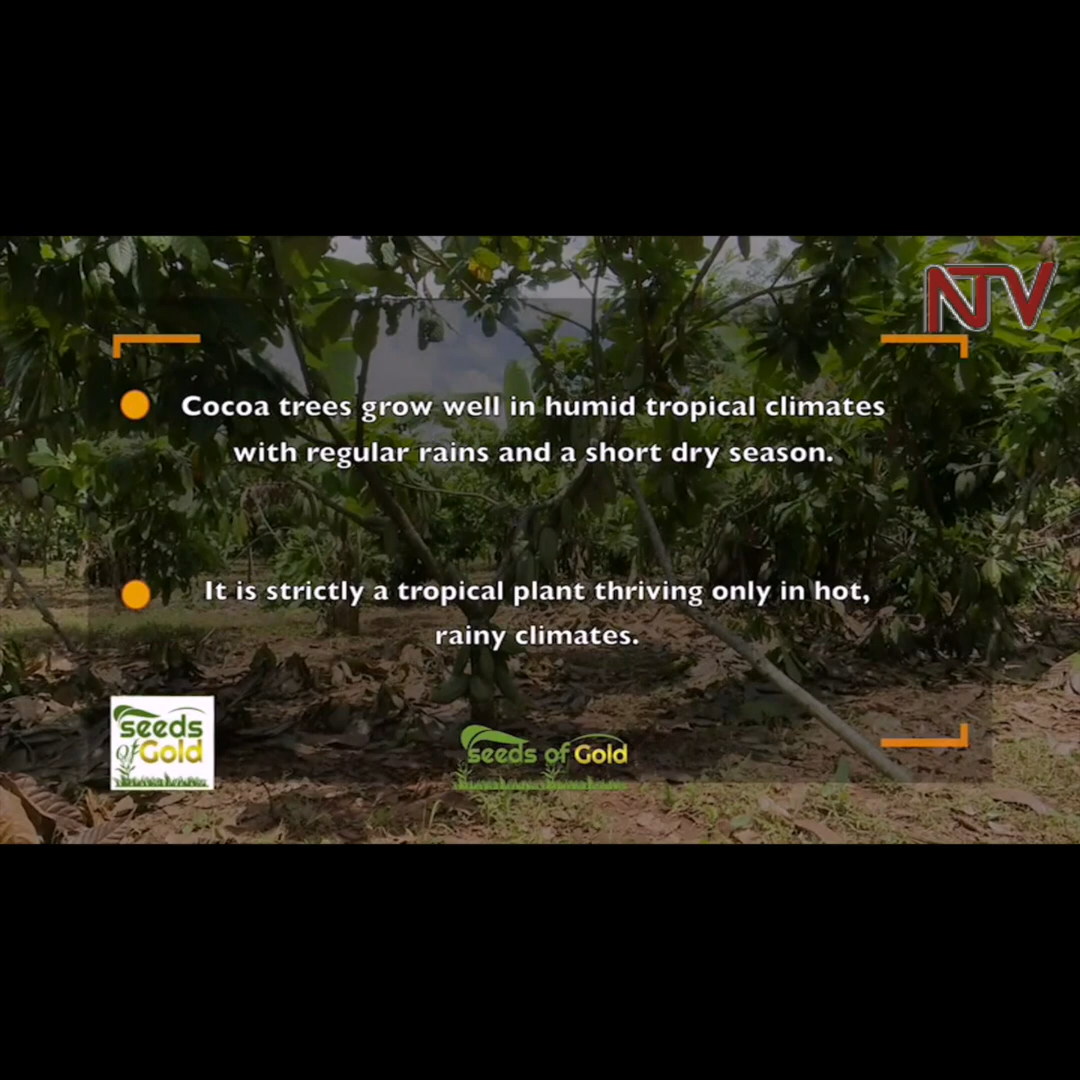 NTV
Cocoa trees grow well in humid tropical climates
with regular rains and a short dry season.
It is strictly a tropical plant thriving only in hot,
rainy climates.
seeds
of Gold
seeds of Gold